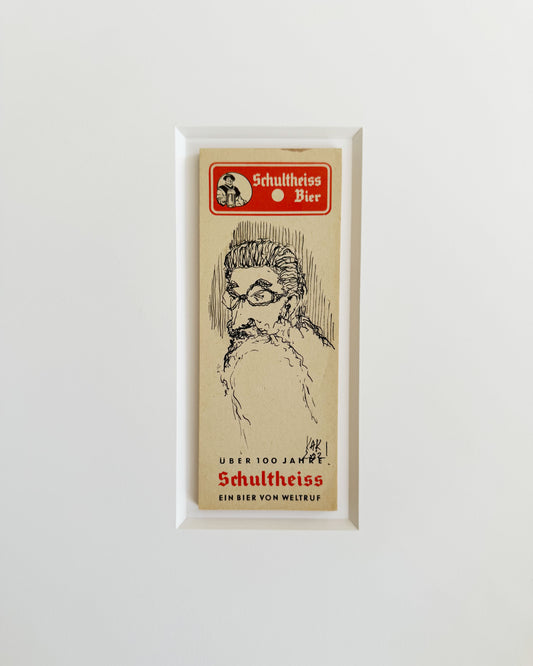 Schultheiss
Bier
ÜBER 100 JAHRE
Schultheiss
EIN BIER VON WELTRUF